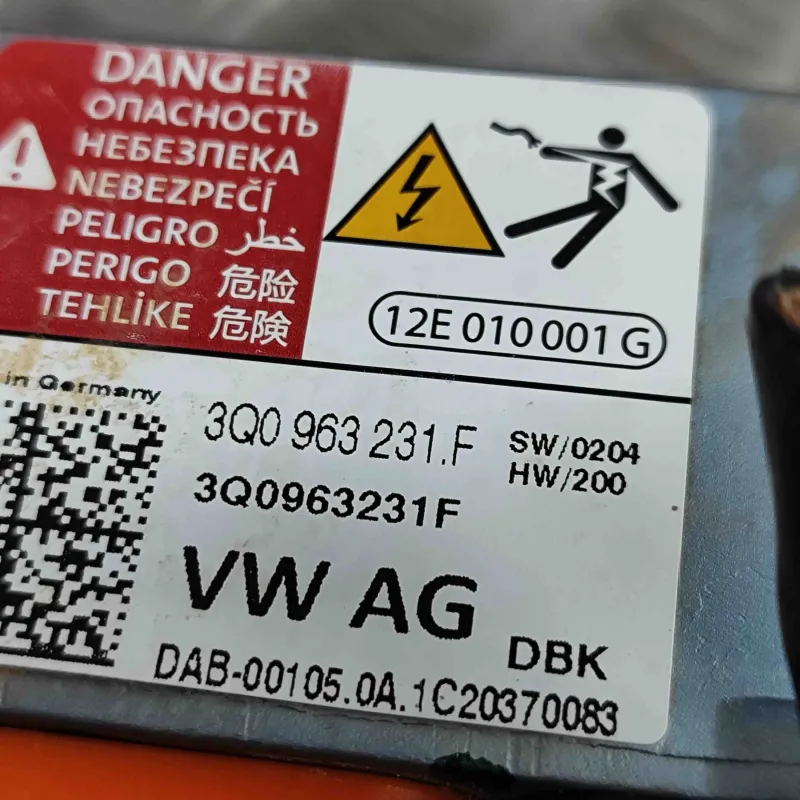 DANGER
ОПАСНОСТЬ
НЕБЕЗПЕКА
NEBEZPEČÍ
PELIGRO خطر
PERIGO 危险
TEHLİKE 危険
12E 010 001 G
in Germany
3Q0 963 231.F SW/0204
HW/200
3Q0963231F
VW AG
DBK
DAB-00105.0A.1C20370083